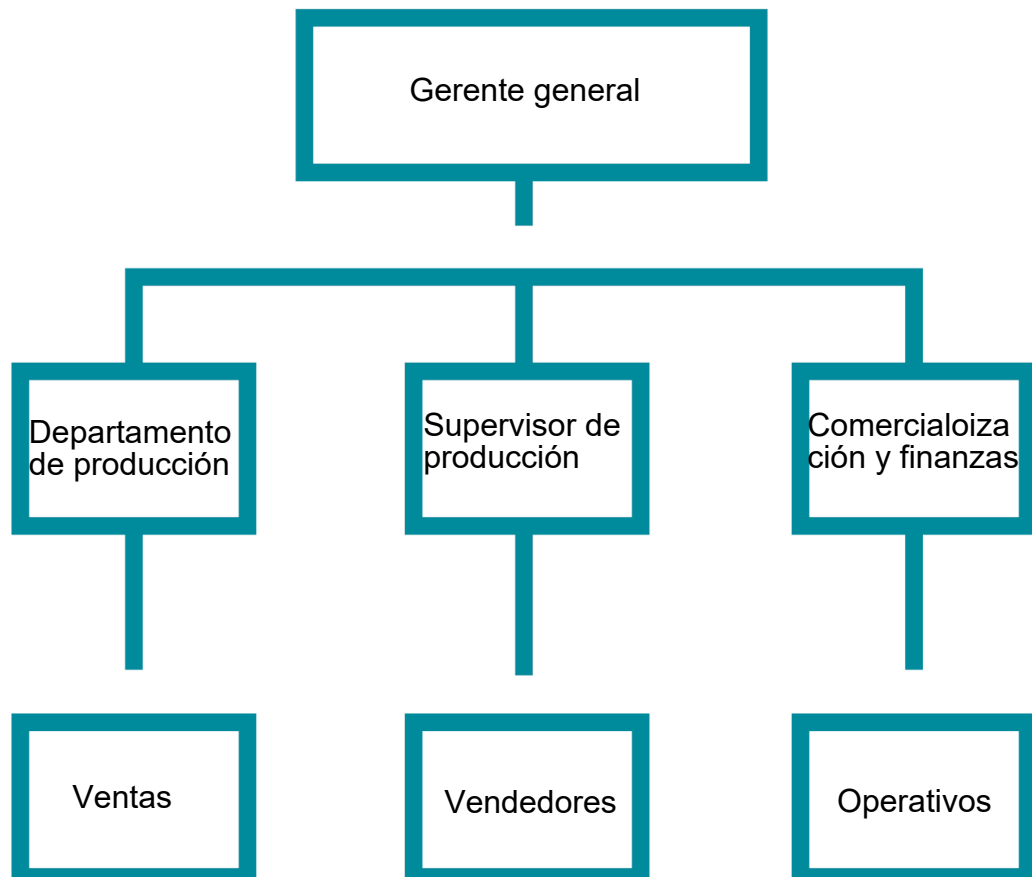 Gerente general
Departamento
de producción
Supervisor de
producción
Comercialoiza
ción y finanzas
Ventas
Vendedores
Operativos